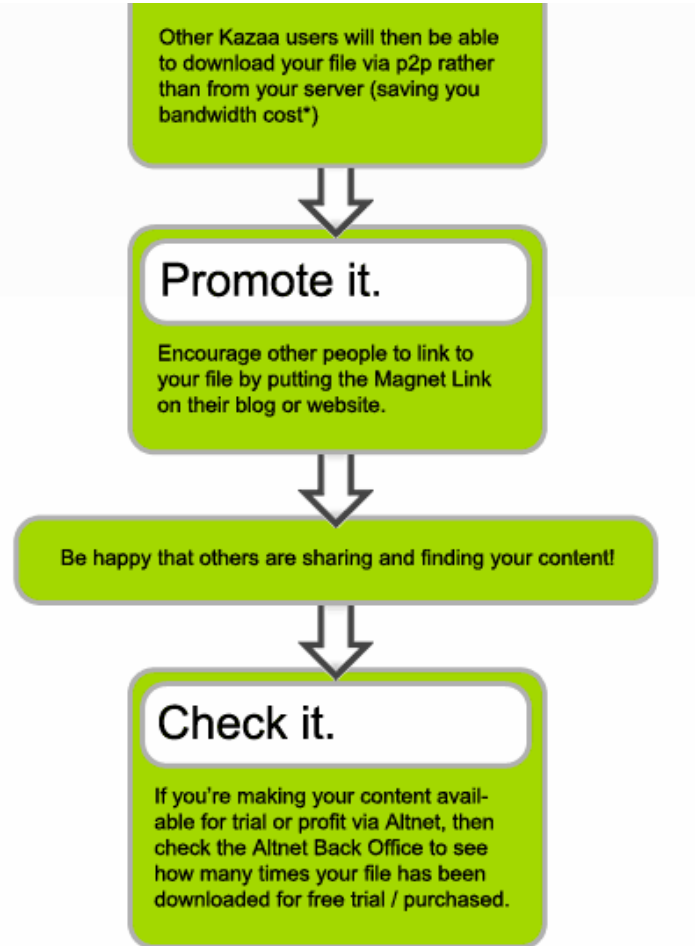 Other Kazaa users will then be able
to download your file via p2p rather
than from your server (saving you
bandwidth cost*)
Promote it.
Encourage other people to link to
your file by putting the Magnet Link
on their blog or website.
Be happy that others are sharing and finding your content!
Check it.
If you're making your content avail-
able for trial or profit via Altnet, then
check the Altnet Back Office to see
how many times your file has been
downloaded for free trial / purchased.